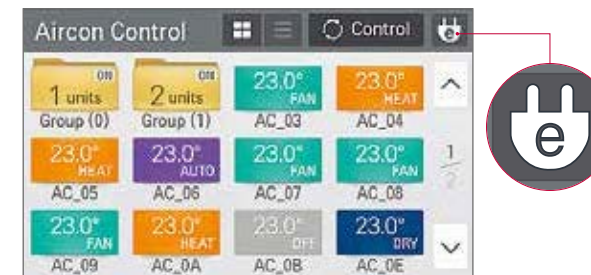 Aircon Control Control e
ON ON 23.0° 23.0°
1 units 2 units FAN HEAT
Group (0) Group (1) AC_03 AC_04
23.0° 23.0° 23.0° 23.0° 1
HEAT AUTO FAN FAN 2
AC_05 AC_06 AC_07 AC_08
23.0° 23.0° 23.0° 23.0°
FAN HEAT OFF DRY
AC_09 AC_0A AC_0B AC_0E
e